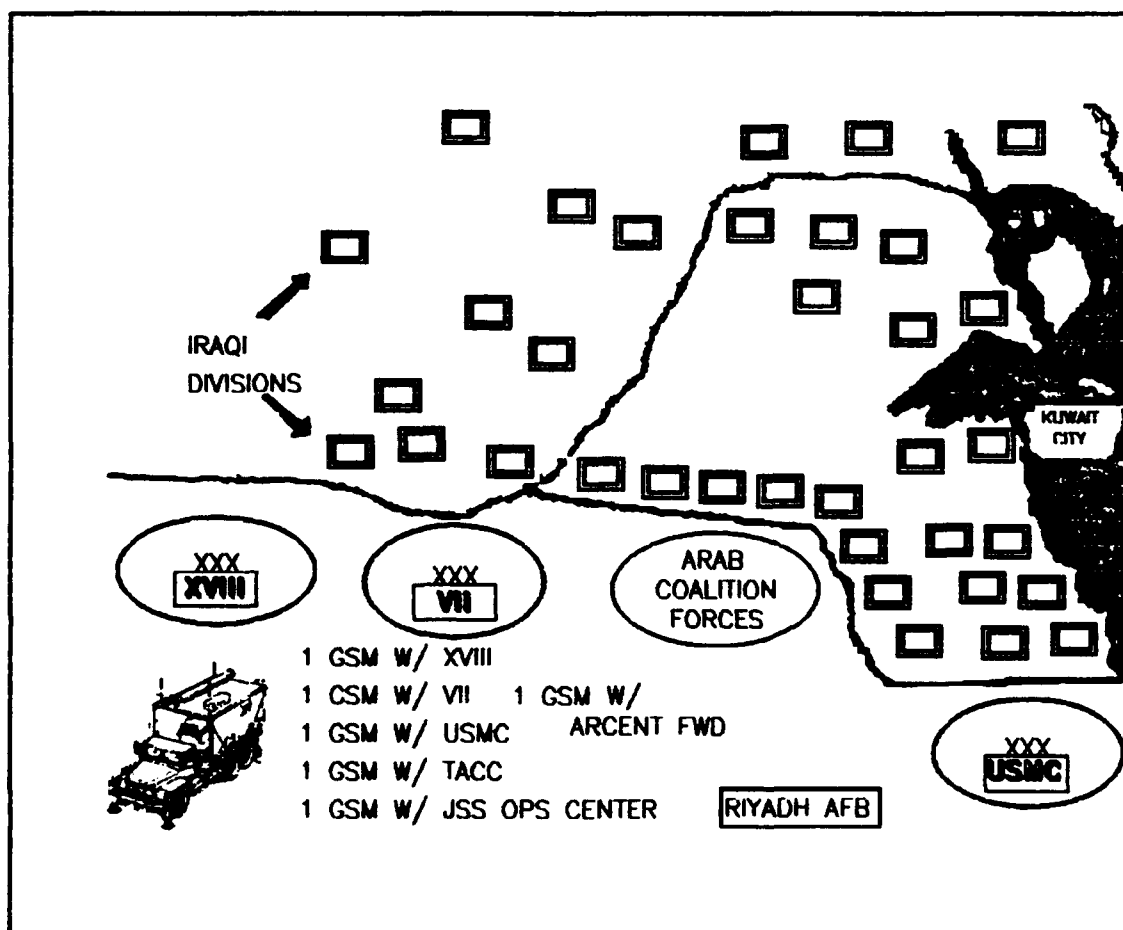 IRAQI
DIVISIONS
KUWAIT
CITY
XXX
XVIII
XXX
VII
ARAB
COALITION
FORCES
1 GSM W/ XVIII
1 GSM W/ VII 1 GSM W/
ARCENT FWD
1 GSM W/ USMC
1 GSM W/ TACC
1 GSM W/ JSS OPS CENTER
RIYADH AFB
XXX
USMC